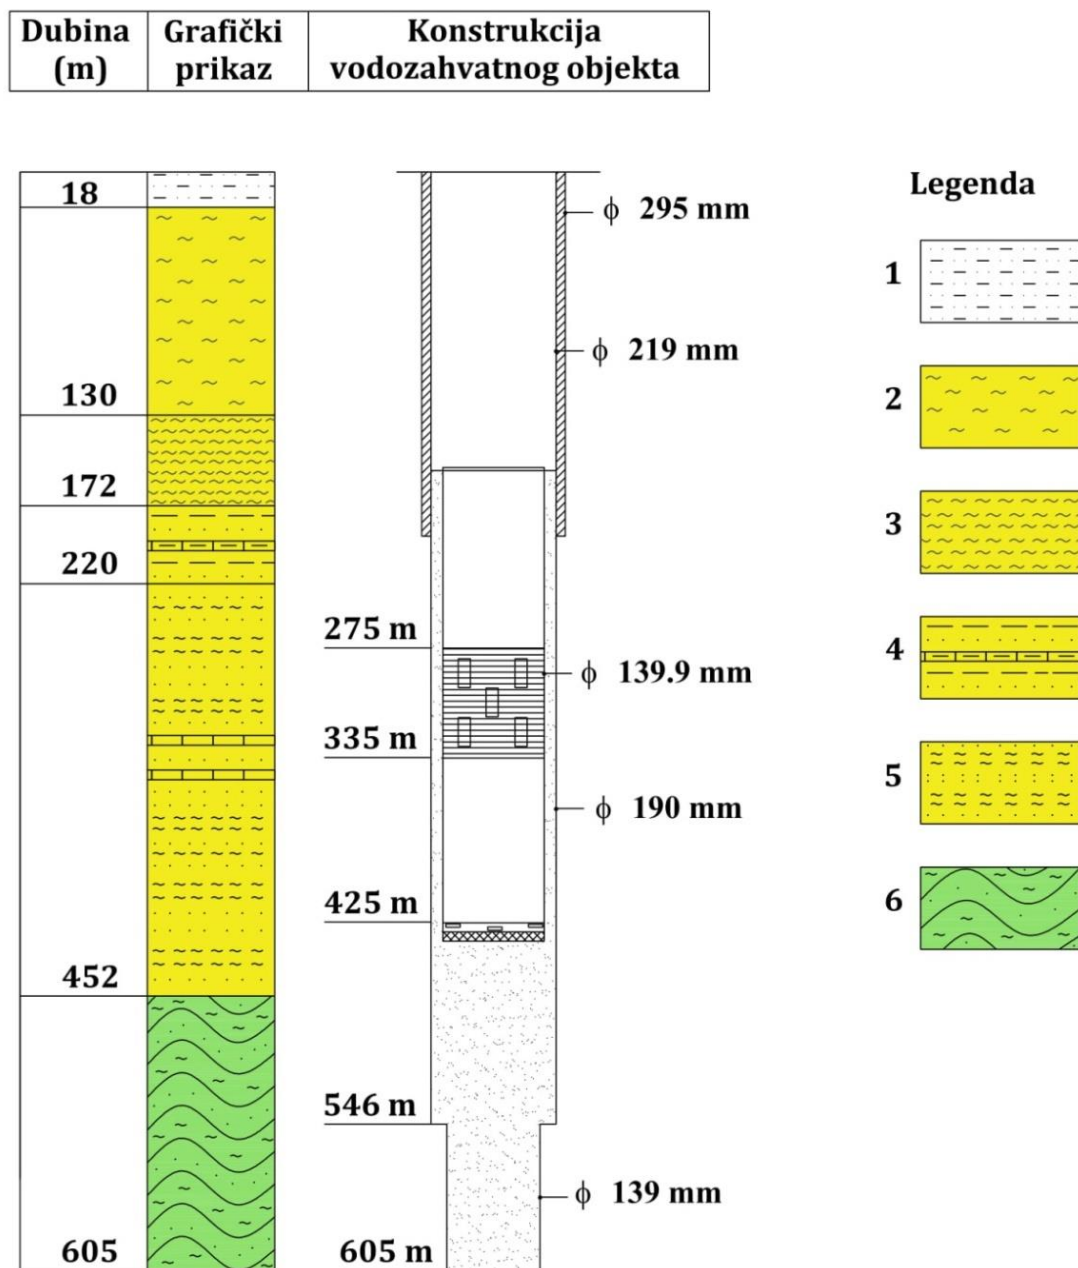 Dubina
(m)
Grafički
prikaz
Konstrukcija
vodozahvatnog objekta
18
130
172
220
452
605
ϕ 295 mm
ϕ 219 mm
275 m
ϕ 139.9 mm
335 m
ϕ 190 mm
425 m
546 m
ϕ 139 mm
605 m
Legenda
1
2
3
4
5
6